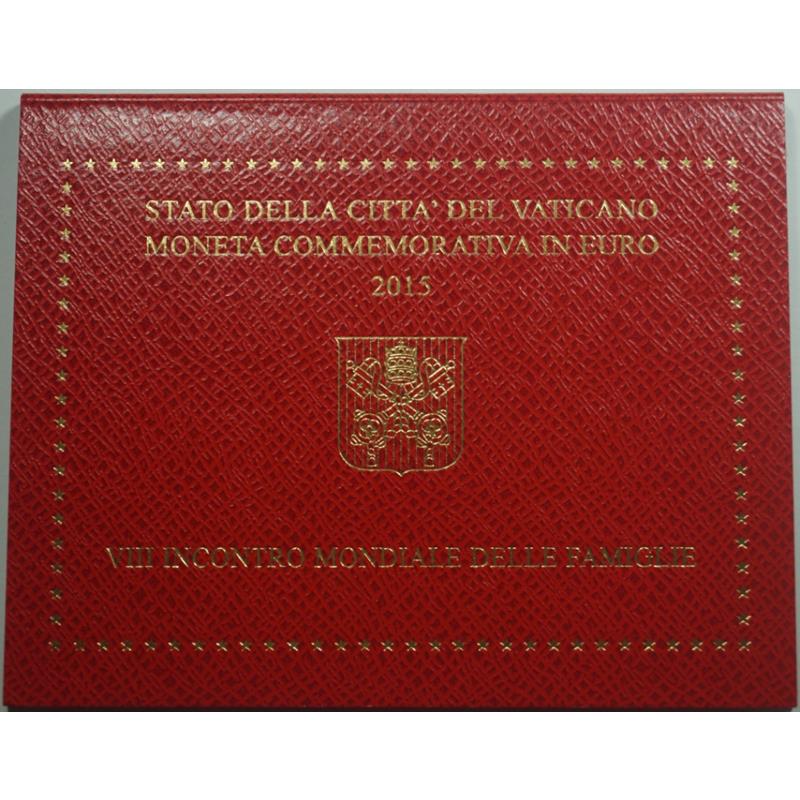 STATO DELLA CITTA' DEL VATICANO
MONETA COMMEMORATIVA IN EURO
2015
VIII INCONTRO MONDIALE DELLE FAMIGLIE